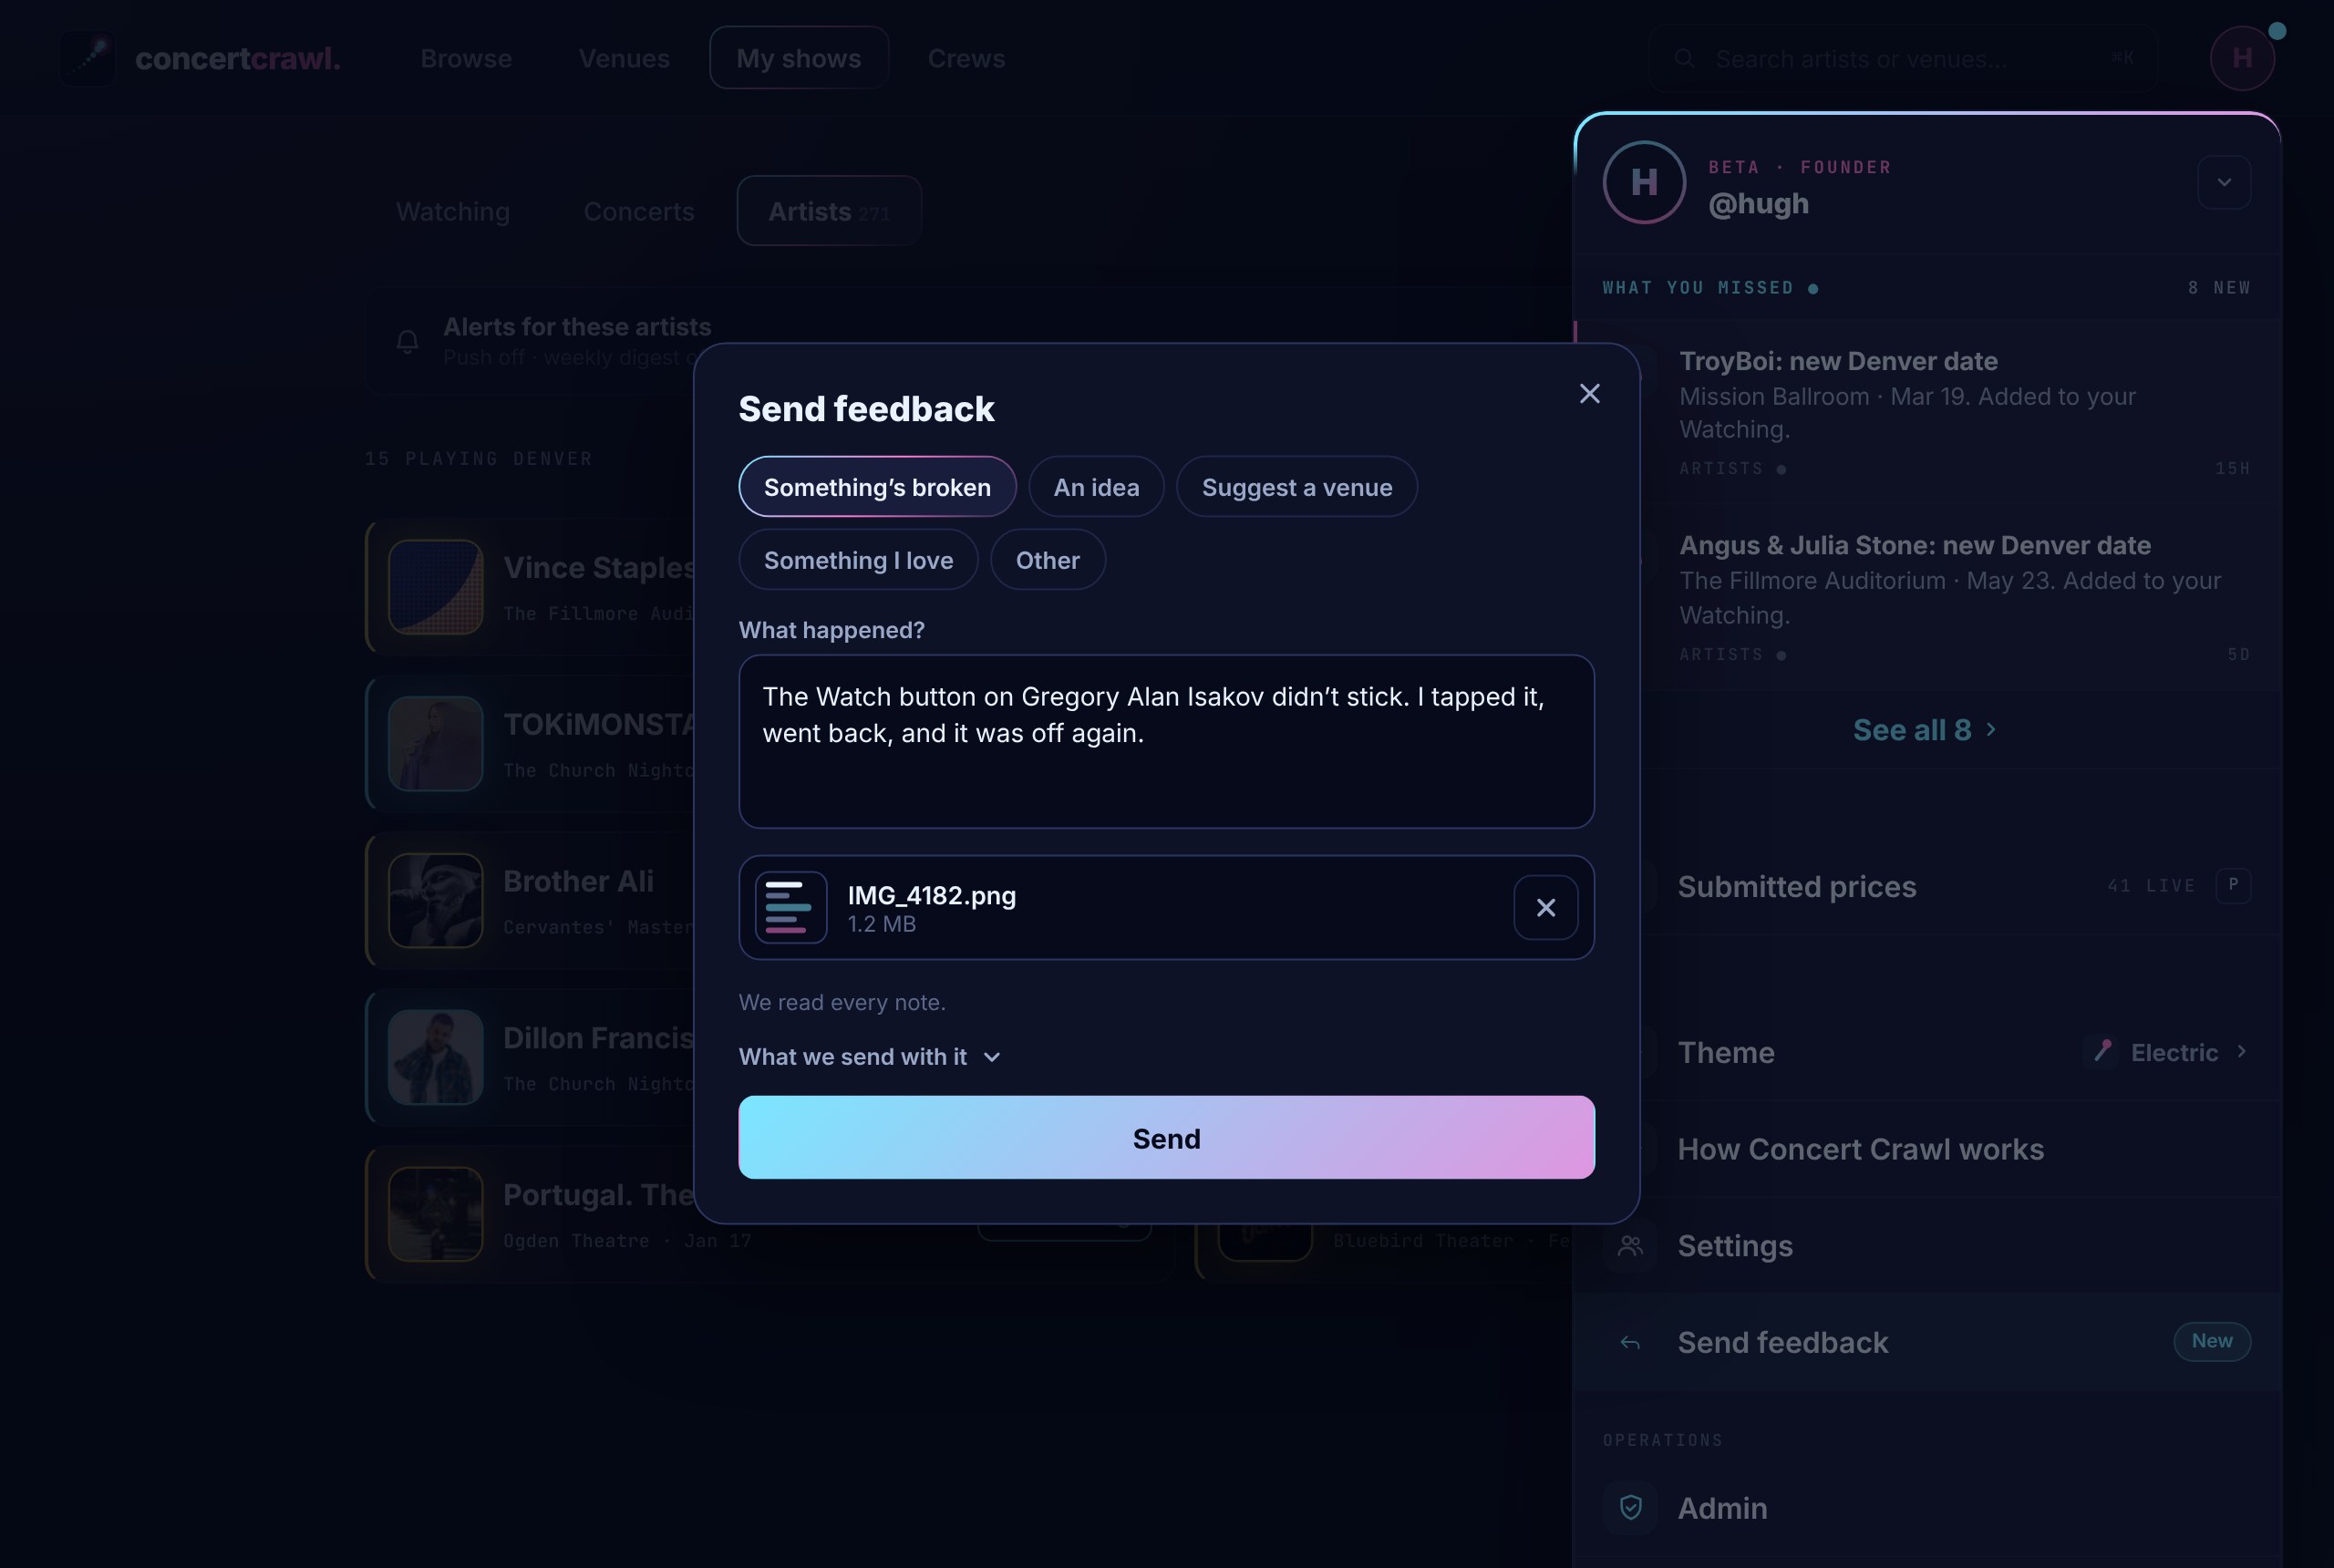 concertcrawl.
Browse
Venues
My shows
Crews
Search artists or venues...
⌘K
H
Watching
Concerts
Artists 271
Alerts for these artists
Push off · weekly digest
15 PLAYING DENVER
Vince Staples
The Fillmore Audi
TOKiMONSTA
The Church Nightc
Brother Ali
Cervantes' Master
Dillon Francis
The Church Nightc
Portugal. The
Ogden Theatre · Jan 17
Bluebird Theater · Fe
Send feedback
Something’s broken
An idea
Suggest a venue
Something I love
Other
What happened?
The Watch button on Gregory Alan Isakov didn’t stick. I tapped it,
went back, and it was off again.
IMG_4182.png
1.2 MB
We read every note.
What we send with it
Send
H
BETA · FOUNDER
@hugh
WHAT YOU MISSED
8 NEW
TroyBoi: new Denver date
Mission Ballroom · Mar 19. Added to your
Watching.
ARTISTS
15H
Angus & Julia Stone: new Denver date
The Fillmore Auditorium · May 23. Added to your
Watching.
ARTISTS
5D
See all 8
Submitted prices
41 LIVE
P
Theme
Electric
How Concert Crawl works
Settings
Send feedback
New
OPERATIONS
Admin